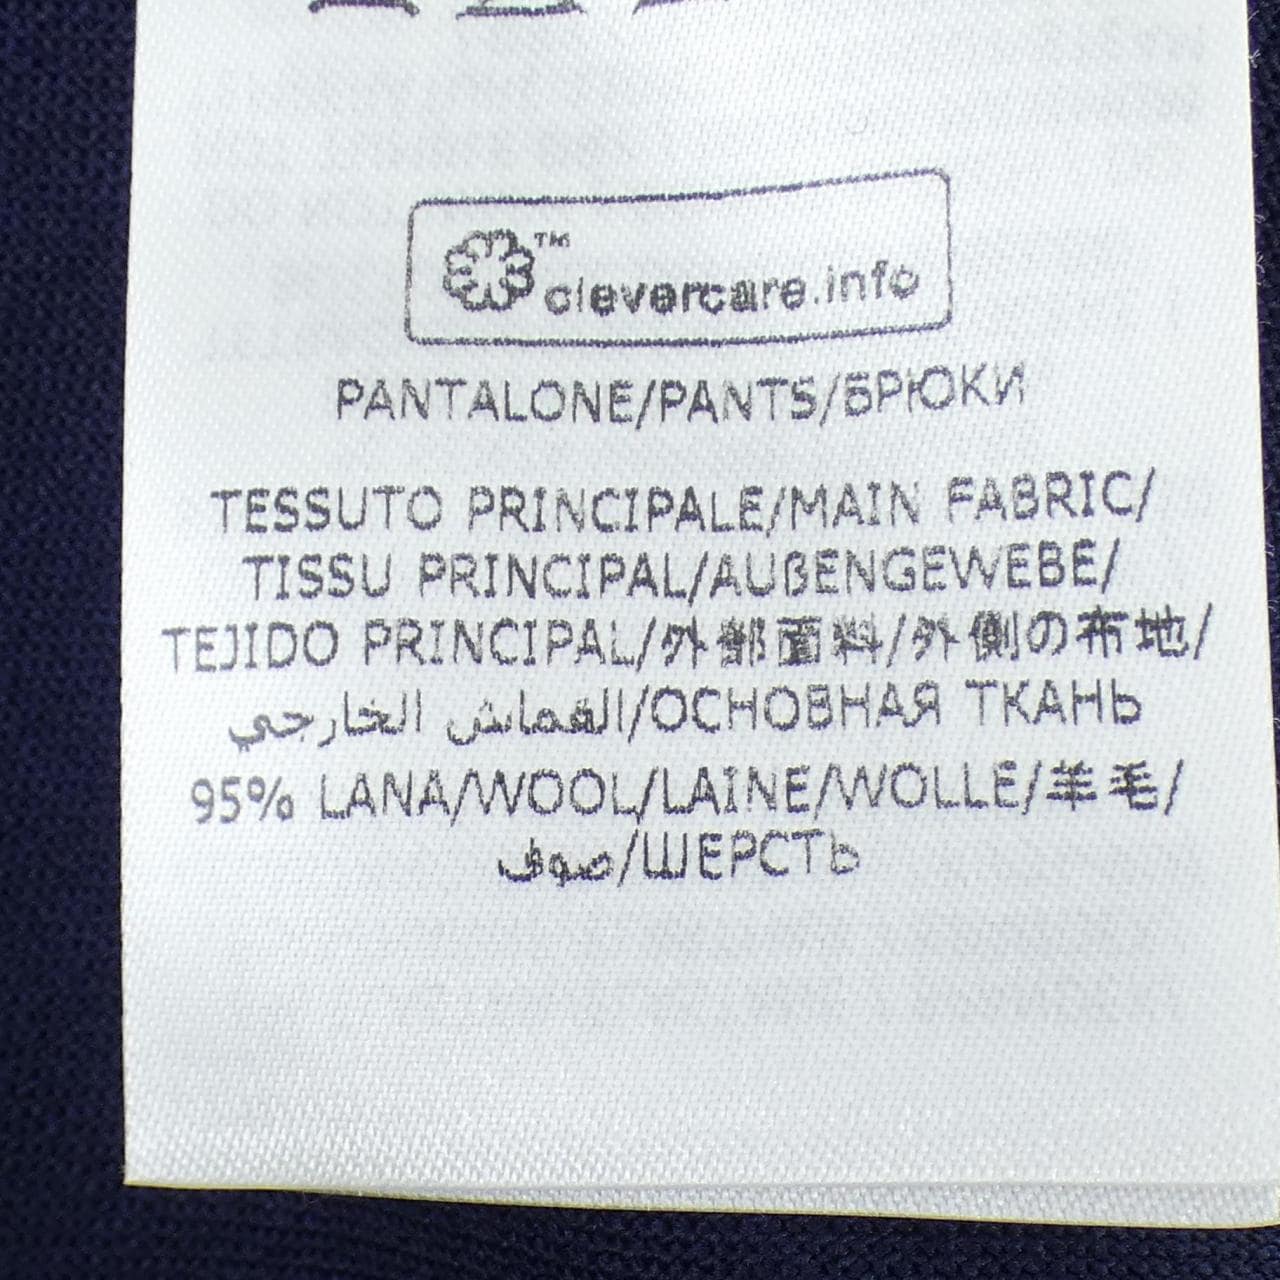 ™
clevercare.info
PANTALONE/PANTS/БРЮКИ
TESSUTO PRINCIPALE/MAIN FABRIC/
TISSU PRINCIPAL/AUßENGEWEBE/
TEJIDO PRINCIPAL/外部面料/外側の布地/
القماش الخارجي/ОСНОВНАЯ ТКАНЬ
95% LANA/WOOL/LAINE/WOLLE/羊毛/
صوف/ШЕРСТЬ